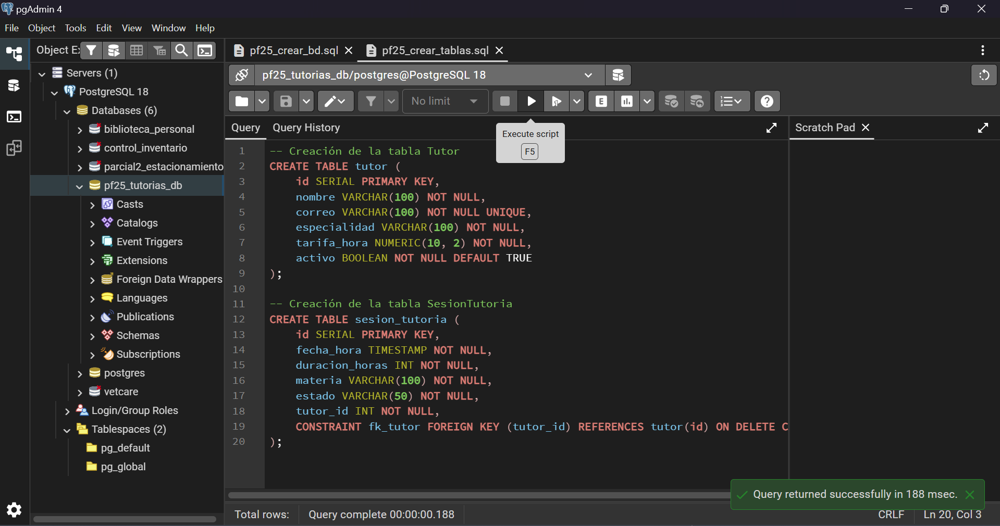 pgAdmin 4
File Object Tools Edit View Window Help
Object Ex
Servers (1)
PostgreSQL 18
Databases (6)
biblioteca_personal
control_inventario
parcial2_estacionamiento
pf25_tutorias_db
Casts
Catalogs
Event Triggers
Extensions
Foreign Data Wrappers
Languages
Publications
Schemas
Subscriptions
postgres
vetcare
Login/Group Roles
Tablespaces (2)
pg_default
pg_global
pf25_crear_bd.sql pf25_crear_tablas.sql
pf25_tutorias_db/postgres@PostgreSQL 18
No limit E
Query Query History
Execute script
F5
Scratch Pad
1 -- Creación de la tabla Tutor
2 CREATE TABLE tutor (
3 id SERIAL PRIMARY KEY,
4 nombre VARCHAR(100) NOT NULL,
5 correo VARCHAR(100) NOT NULL UNIQUE,
6 especialidad VARCHAR(100) NOT NULL,
7 tarifa_hora NUMERIC(10, 2) NOT NULL,
8 activo BOOLEAN NOT NULL DEFAULT TRUE
9 );
10
11 -- Creación de la tabla SesionTutoria
12 CREATE TABLE sesion_tutoria (
13 id SERIAL PRIMARY KEY,
14 fecha_hora TIMESTAMP NOT NULL,
15 duracion_horas INT NOT NULL,
16 materia VARCHAR(100) NOT NULL,
17 estado VARCHAR(50) NOT NULL,
18 tutor_id INT NOT NULL,
19 CONSTRAINT fk_tutor FOREIGN KEY (tutor_id) REFERENCES tutor(id) ON DELETE C
20 );
Query returned successfully in 188 msec.
Total rows: Query complete 00:00:00.188 CRLF Ln 20, Col 3